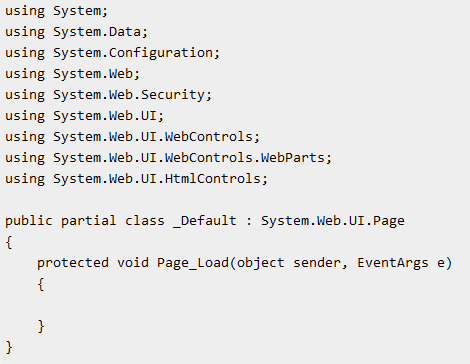 using System;
using System.Data;
using System.Configuration;
using System.Web;
using System.Web.Security;
using System.Web.UI;
using System.Web.UI.WebControls;
using System.Web.UI.WebControls.WebParts;
using System.Web.UI.HtmlControls;

public partial class _Default : System.Web.UI.Page
{
    protected void Page_Load(object sender, EventArgs e)
    {

    }
}